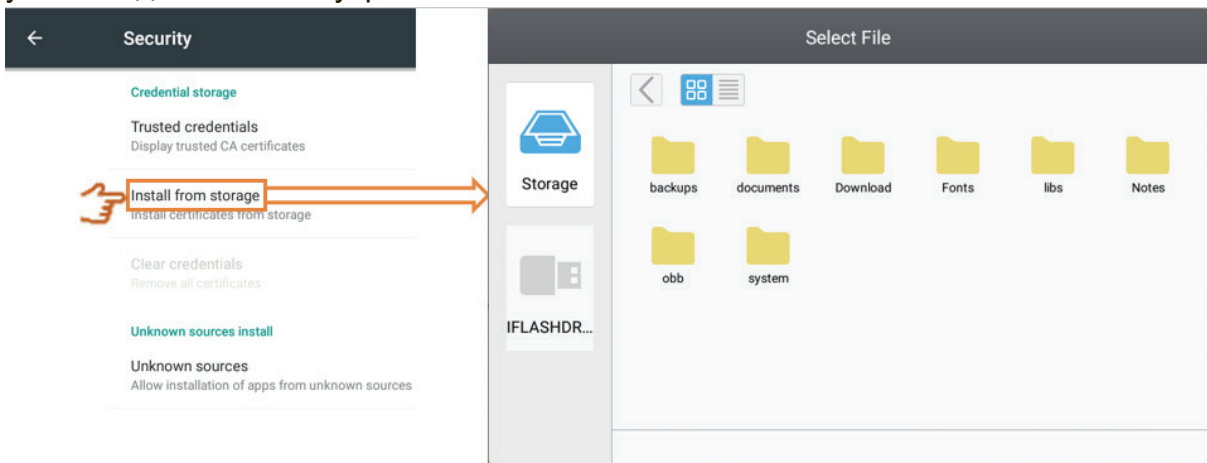 Security
Credential storage
Trusted credentials
Display trusted CA certificates
Install from storage
Install certificates from storage
Clear credentials
Remove all certificates
Unknown sources install
Unknown sources
Allow installation of apps from unknown sources
Select File
Storage
IFLASHDR...
backups documents Download Fonts libs Notes
obb system